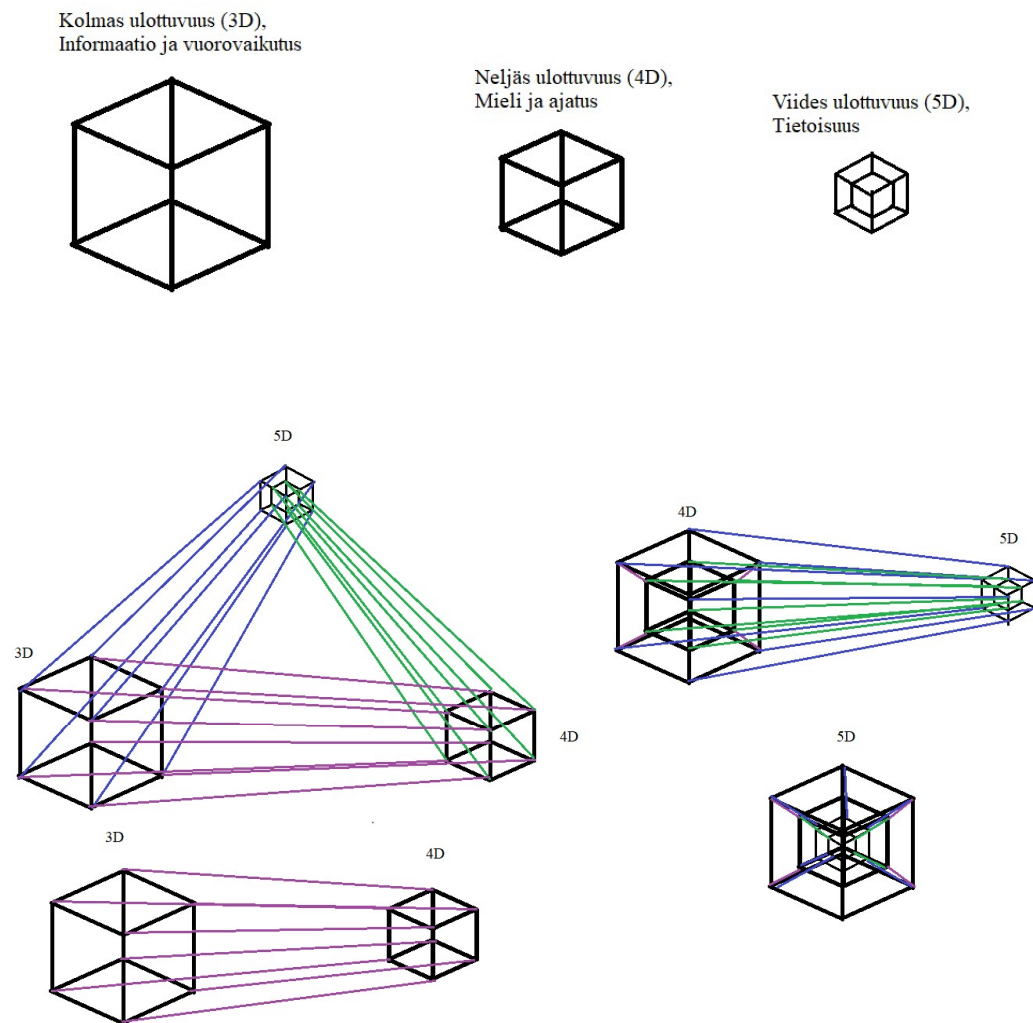 Kolmas ulottuvuus (3D),
Informaatio ja vuorovaikutus
Neljäs ulottuvuus (4D),
Mieli ja ajatus
Viides ulottuvuus (5D),
Tietoisuus
5D
3D
4D
4D
5D
3D
4D
5D